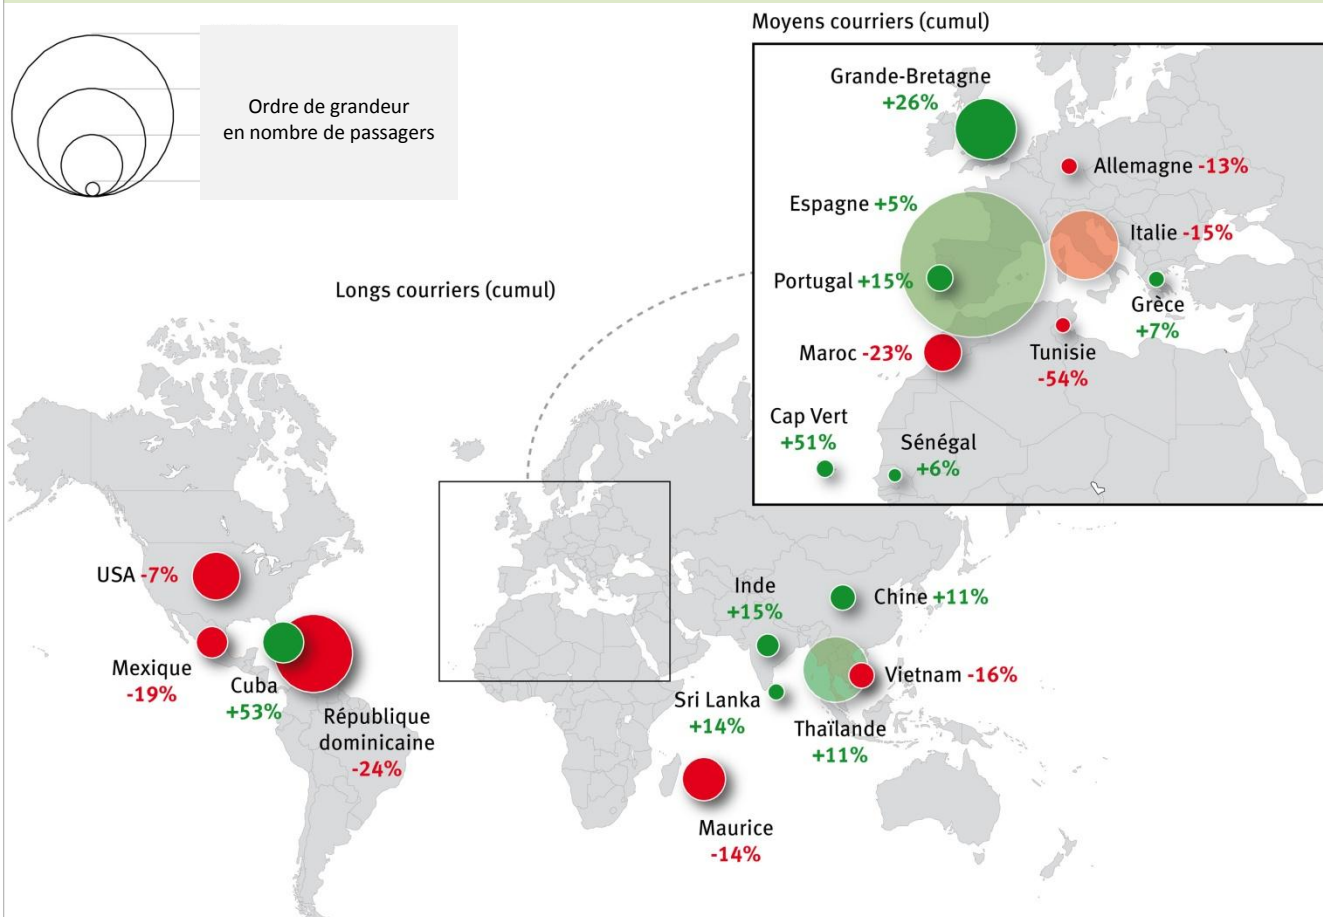 Moyens courriers (cumul)
Ordre de grandeur
en nombre de passagers
Grande-Bretagne
+26%
Allemagne -13%
Espagne +5%
Italie -15%
Portugal +15%
Grèce
+7%
Maroc -23%
Tunisie
-54%
Cap Vert
+51%
Sénégal
+6%
Longs courriers (cumul)
USA -7%
Mexique
-19%
Cuba
+53%
République
dominicaine
-24%
Inde
+15%
Chine +11%
Sri Lanka
+14%
Vietnam -16%
Thaïlande
+11%
Maurice
-14%